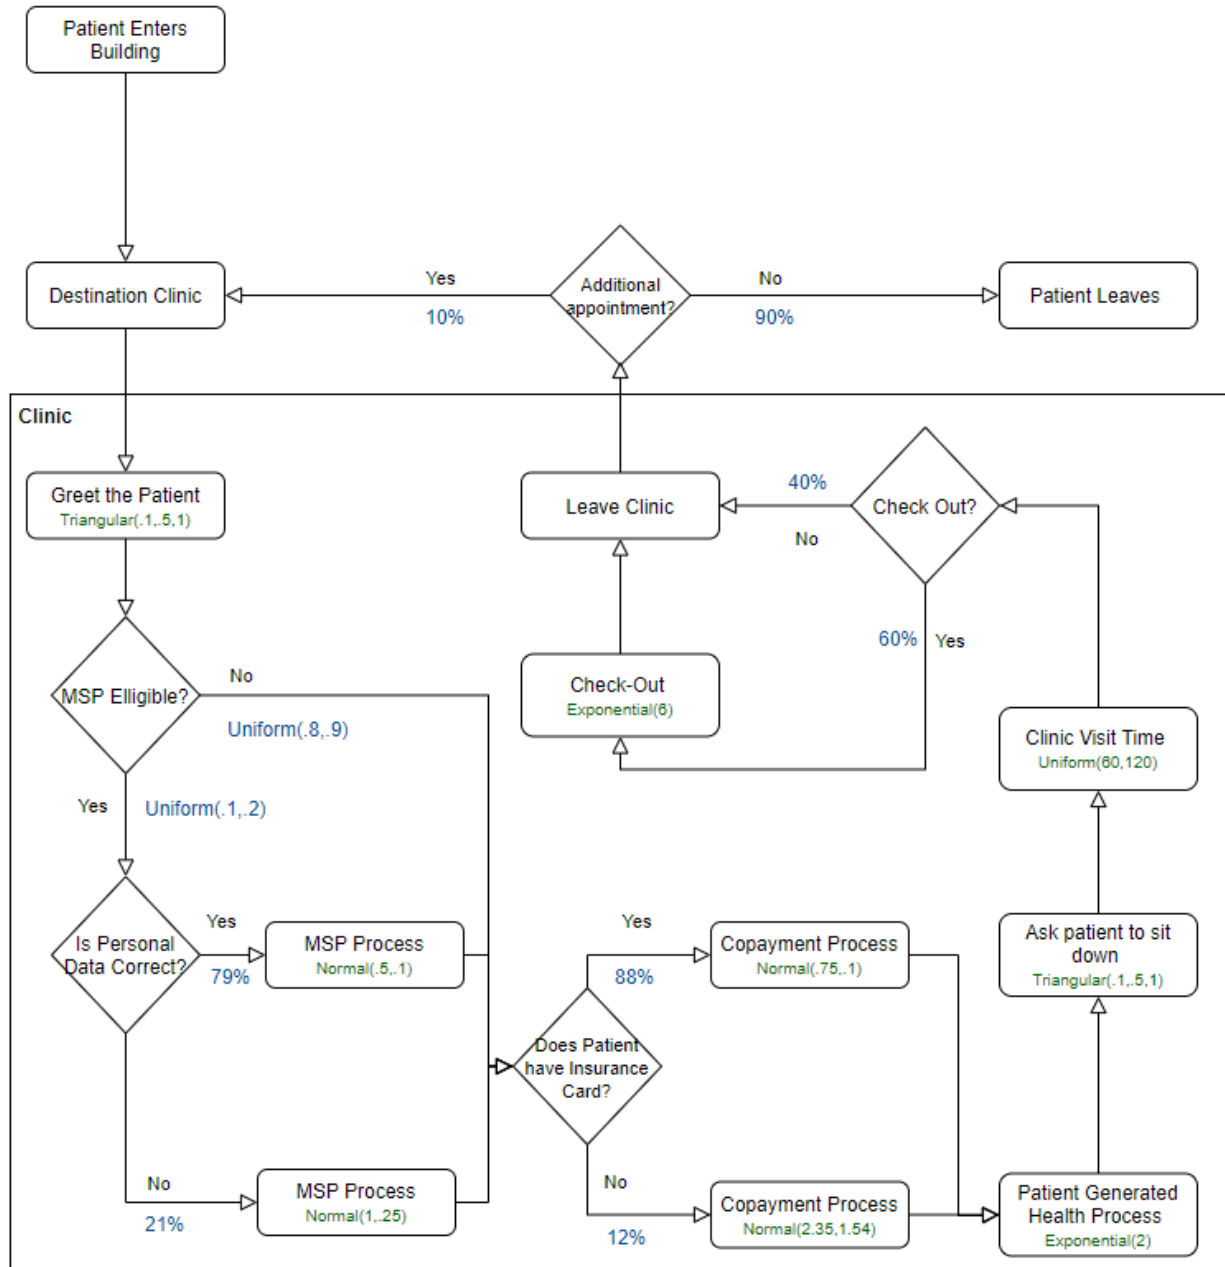 Patient Enters
Building
Destination Clinic
Yes
10%
Additional
appointment?
No
90%
Patient Leaves
Clinic
Greet the Patient
Triangular(.1,.5,1)
Leave Clinic
40%
No
Check Out?
60%
Yes
Check-Out
Exponential(6)
MSP Elligible?
No
Uniform(.8,.9)
Yes
Uniform(.1,.2)
Clinic Visit Time
Uniform(60,120)
Is Personal
Data Correct?
Yes
79%
MSP Process
Normal(.5,.1)
No
21%
MSP Process
Normal(1,.25)
Does Patient
have Insurance
Card?
Yes
88%
Copayment Process
Normal(.75,.1)
No
12%
Copayment Process
Normal(2.35,1.54)
Ask patient to sit
down
Triangular(.1,.5,1)
Patient Generated
Health Process
Exponential(2)